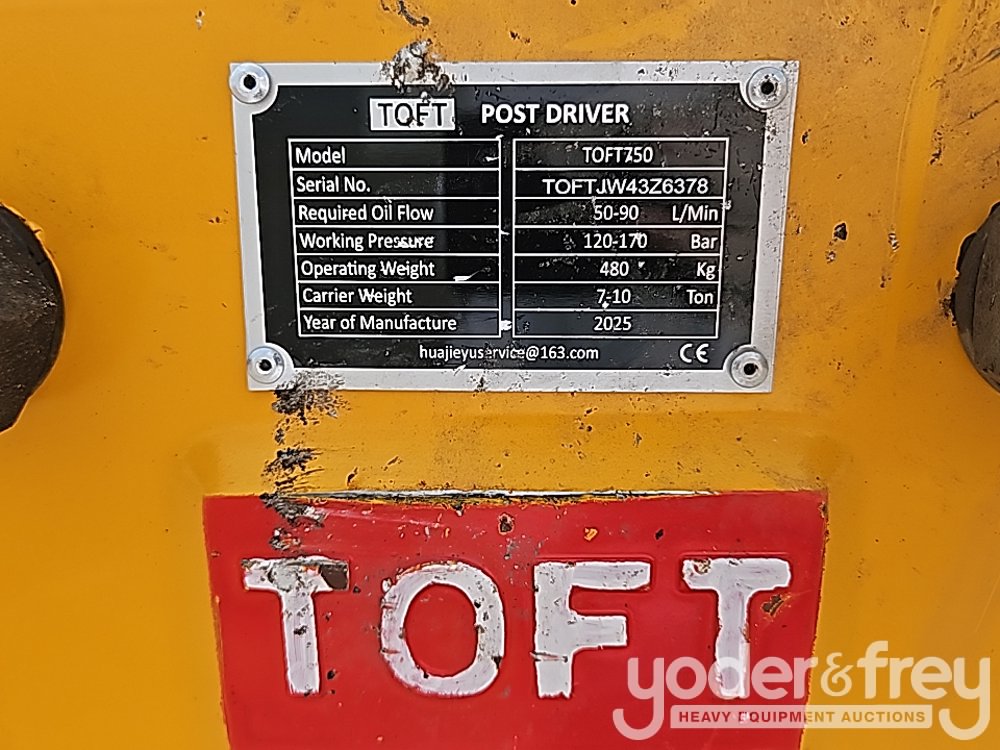 TOFT POST DRIVER
Model TOFT750
Serial No. TOFTJW43Z6378
Required Oil Flow 50-90 L/Min
Working Pressure 120-170 Bar
Operating Weight 480 Kg
Carrier Weight 7-10 Ton
Year of Manufacture 2025
huajieyuservice@163.com CE
TOFT
yoder&frey
HEAVY EQUIPMENT AUCTIONS